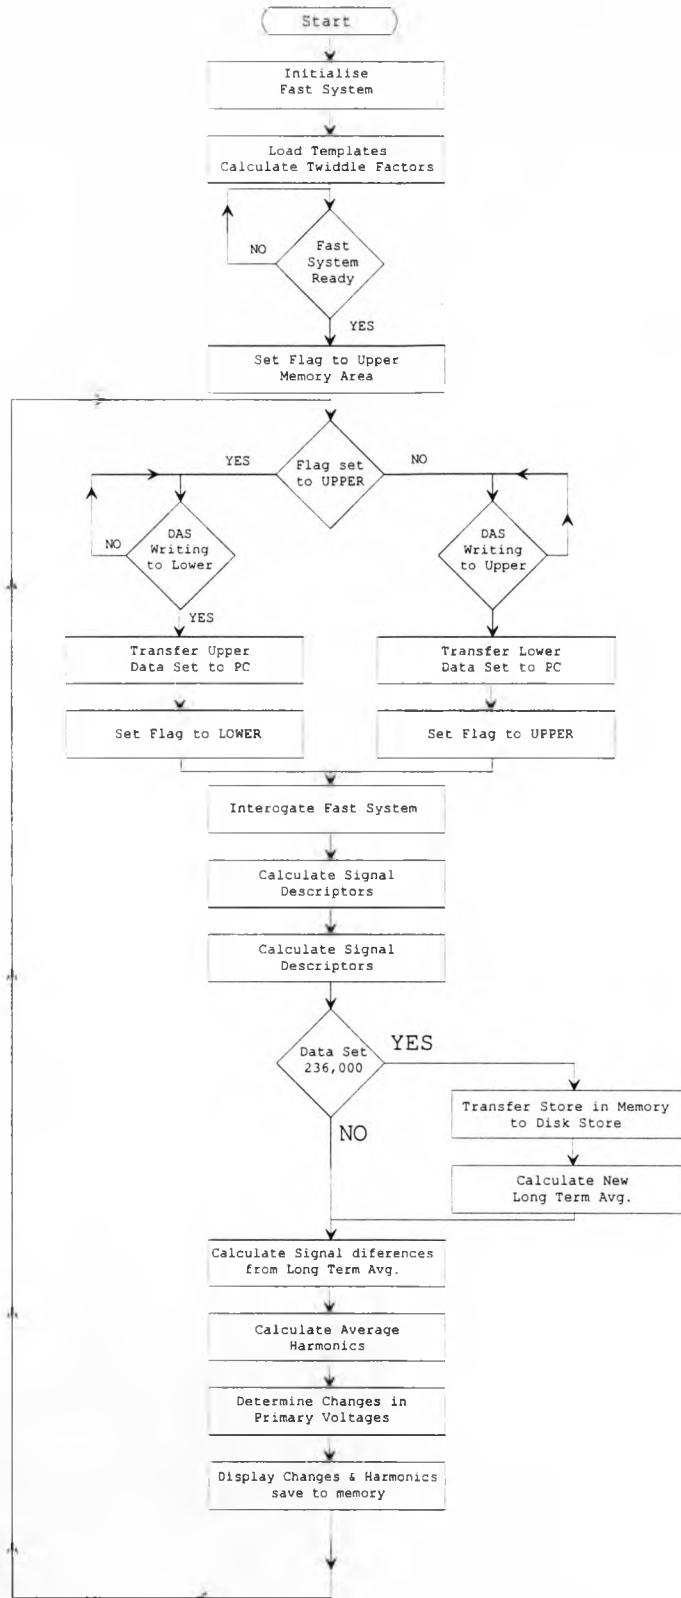 Start
Initialise
Fast System
Load Templates
Calculate Twiddle Factors
NO
Fast
System
Ready
YES
Set Flag to Upper
Memory Area
YES
Flag set
to UPPER
NO
NO
DAS
Writing
to Lower
DAS
Writing
to Upper
YES
Transfer Upper
Data Set to PC
Transfer Lower
Data Set to PC
Set Flag to LOWER
Set Flag to UPPER
Interogate Fast System
Calculate Signal
Descriptors
Calculate Signal
Descriptors
Data Set
236,000
YES
NO
Transfer Store in Memory
to Disk Store
Calculate New
Long Term Avg.
Calculate Signal diferences
from Long Term Avg.
Calculate Average
Harmonics
Determine Changes in
Primary Voltages
Display Changes & Harmonics
save to memory